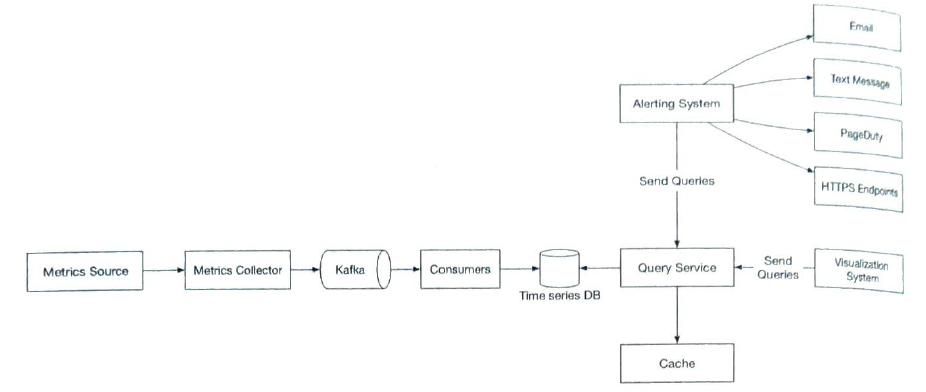 Email
Text Message
Alerting System
PageDuty
HTTPS Endpoints
Send Queries
Metrics Source
Metrics Collector
Kafka
Consumers
Time series DB
Query Service
Send
Queries
Visualization
System
Cache